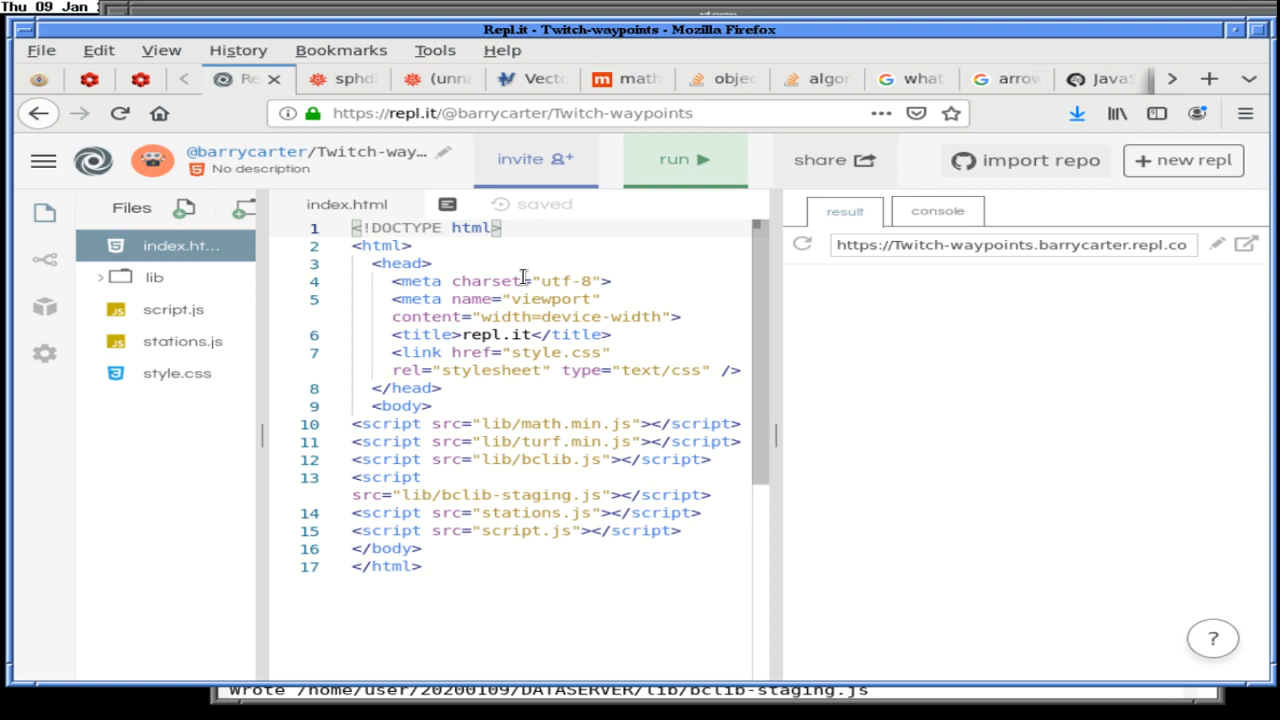 Thu 09 Jan
Repl.it - Twitch-waypoints - Mozilla Firefox
File Edit View History Bookmarks Tools Help
Re sphd (unna Vecto math objec algor what arrow JavaS
https://repl.it/@barrycarter/Twitch-waypoints
@barrycarter/Twitch-way...
No description
invite
run
share
import repo
+ new repl
Files
index.ht...
lib
script.js
stations.js
style.css
index.html
saved
1 <!DOCTYPE html>
2 <html>
3 <head>
4 <meta charset="utf-8">
5 <meta name="viewport"
content="width=device-width">
6 <title>repl.it</title>
7 <link href="style.css"
rel="stylesheet" type="text/css" />
8 </head>
9 <body>
10 <script src="lib/math.min.js"></script>
11 <script src="lib/turf.min.js"></script>
12 <script src="lib/bclib.js"></script>
13 <script
src="lib/bclib-staging.js"></script>
14 <script src="stations.js"></script>
15 <script src="script.js"></script>
16 </body>
17 </html>
result console
https://Twitch-waypoints.barrycarter.repl.co
?
Wrote /home/user/20200109/DATASERVER/lib/bclib-staging.js